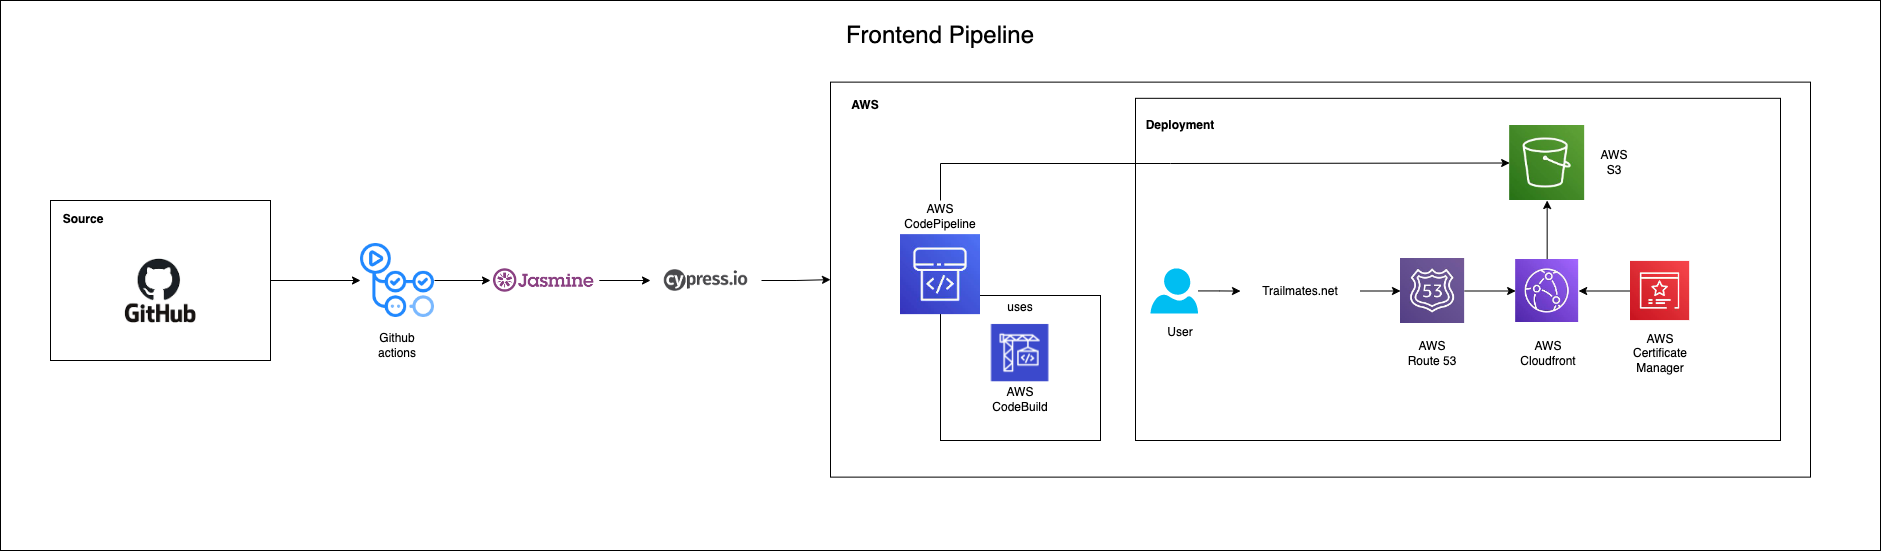 Frontend Pipeline
AWS
Deployment
AWS
S3
Source
GitHub
Github
actions
Jasmine
cypress.io
AWS
CodePipeline
uses
AWS
CodeBuild
User
Trailmates.net
53
AWS
Route 53
AWS
Cloudfront
AWS
Certificate
Manager